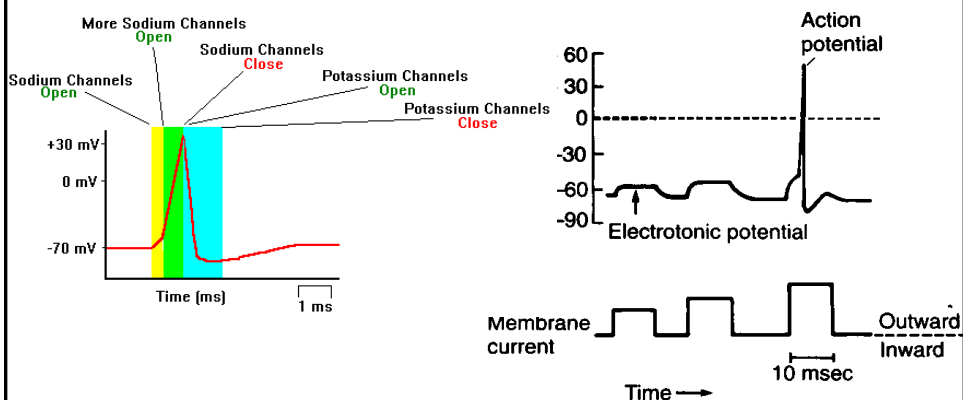 More Sodium Channels
Open
Sodium Channels
Close
Sodium Channels
Open
Potassium Channels
Open
Potassium Channels
Close
+30 mV
0 mV
-70 mV
Time (ms)
1 ms
Action
potential
60
30
0
-30
-60
-90
Electrotonic potential
Membrane
current
Outward
Inward
10 msec
Time